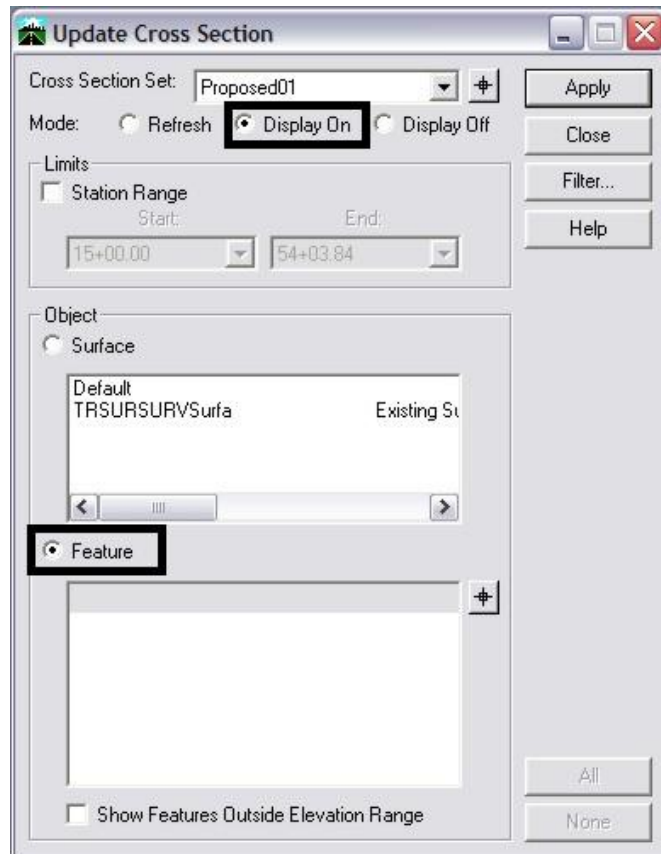 Update Cross Section
Cross Section Set: Proposed01
Apply
Mode: Refresh Display On Display Off
Close
Limits
Filter...
Station Range
Help
Start: End:
15+00.00 54+03.84
Object
Surface
Default
TRSURSURVSurfa Existing Su
Feature
All
Show Features Outside Elevation Range
None